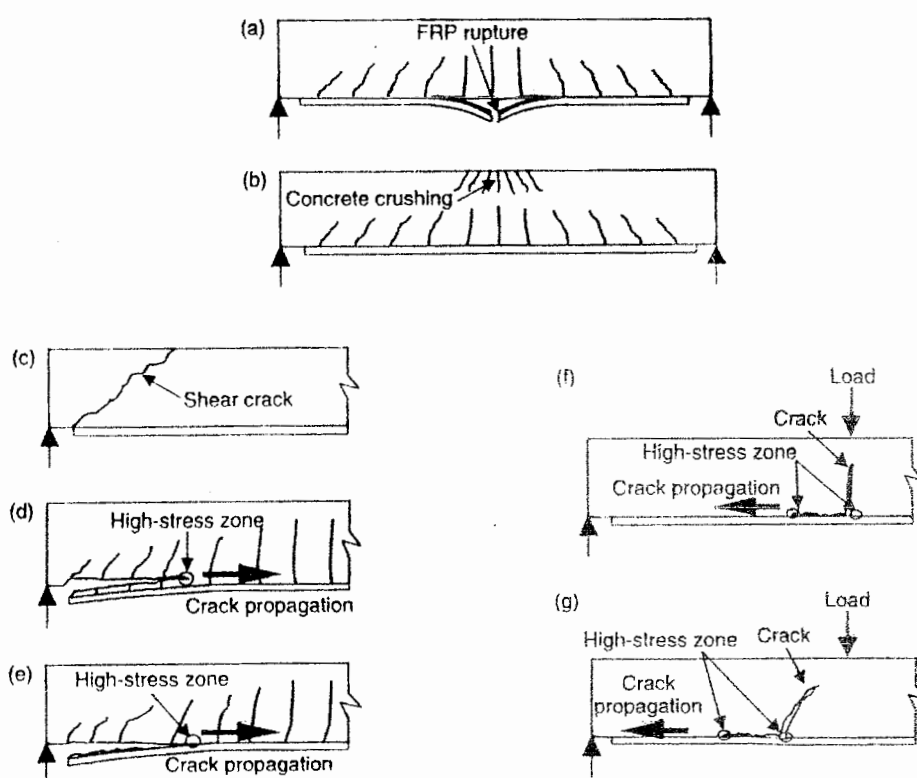 (a)
FRP rupture
(b)
Concrete crushing
(c)
Shear crack
(d)
High-stress zone
Crack propagation
(e)
High-stress zone
Crack propagation
(f)
Load
Crack
High-stress zone
Crack propagation
(g)
Load
High-stress zone
Crack
Crack
propagation